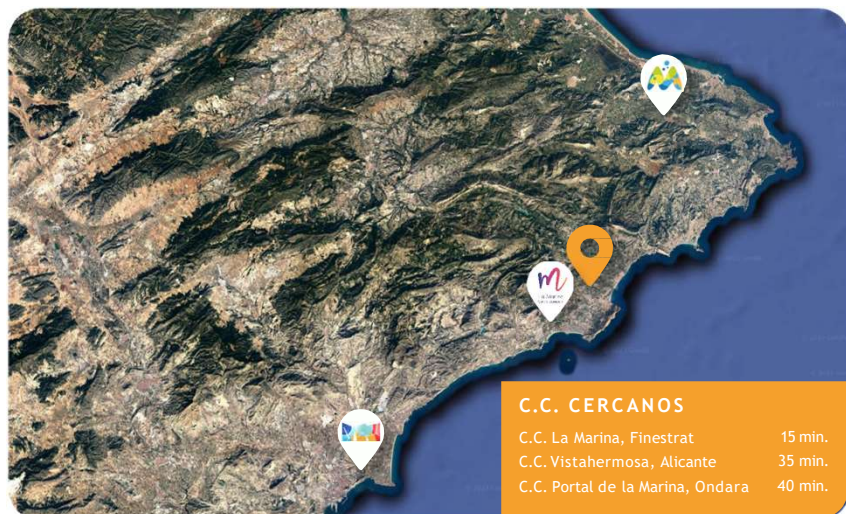 m
C.C. CERCANOS
C.C. La Marina, Finestrat 15 min.
C.C. Vistahermosa, Alicante 35 min.
C.C. Portal de la Marina, Ondara 40 min.